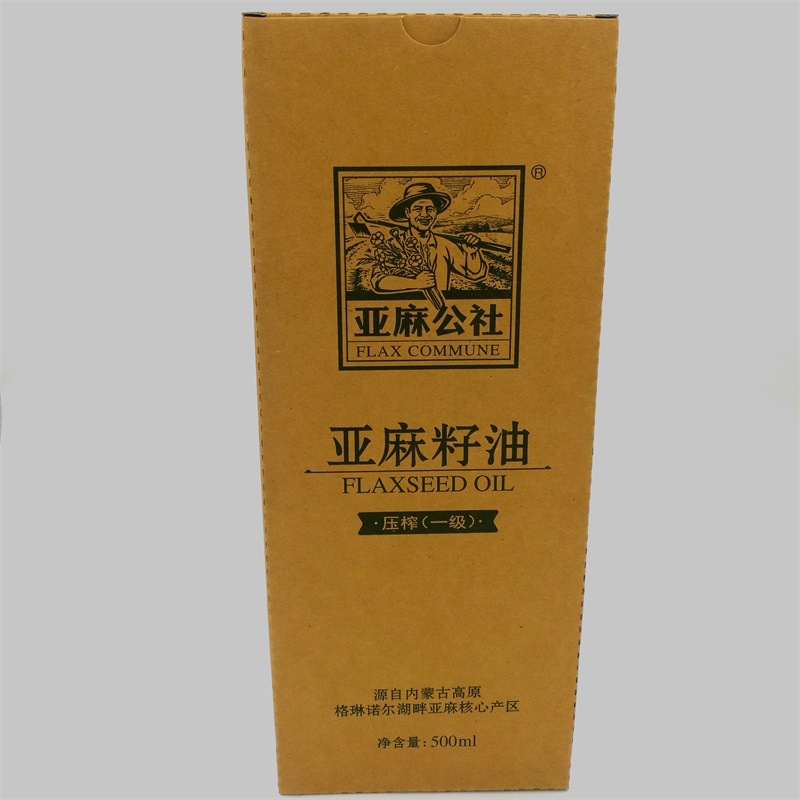 ®
亚麻公社
FLAX COMMUNE
亚麻籽油
FLAXSEED OIL
·压榨(一级)·
源自内蒙古高原
格琳诺尔湖畔亚麻核心产区
净含量:500ml